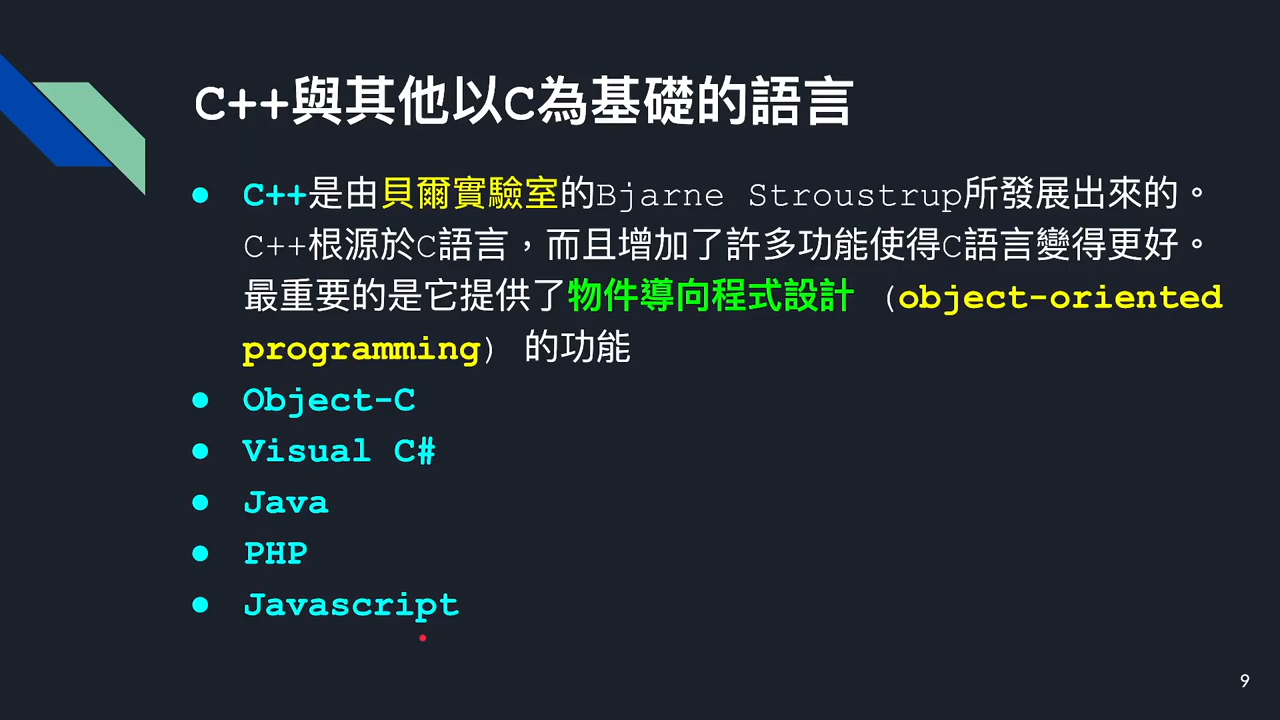 C++與其他以C為基礎的語言
● C++是由貝爾實驗室的Bjarne Stroustrup所發展出來的。
C++根源於C語言，而且增加了許多功能使得C語言變得更好。
最重要的是它提供了物件導向程式設計 (object-oriented
programming) 的功能
● Object-C
● Visual C#
● Java
● PHP
● Javascript
9